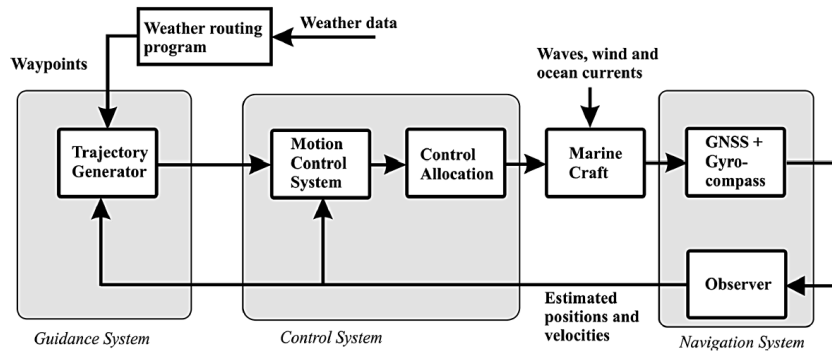 Weather data
Weather routing
program
Waypoints
Waves, wind and
ocean currents
Trajectory
Generator
Motion
Control
System
Control
Allocation
Marine
Craft
GNSS +
Gyro-
compass
Observer
Estimated
positions and
velocities
Guidance System
Control System
Navigation System